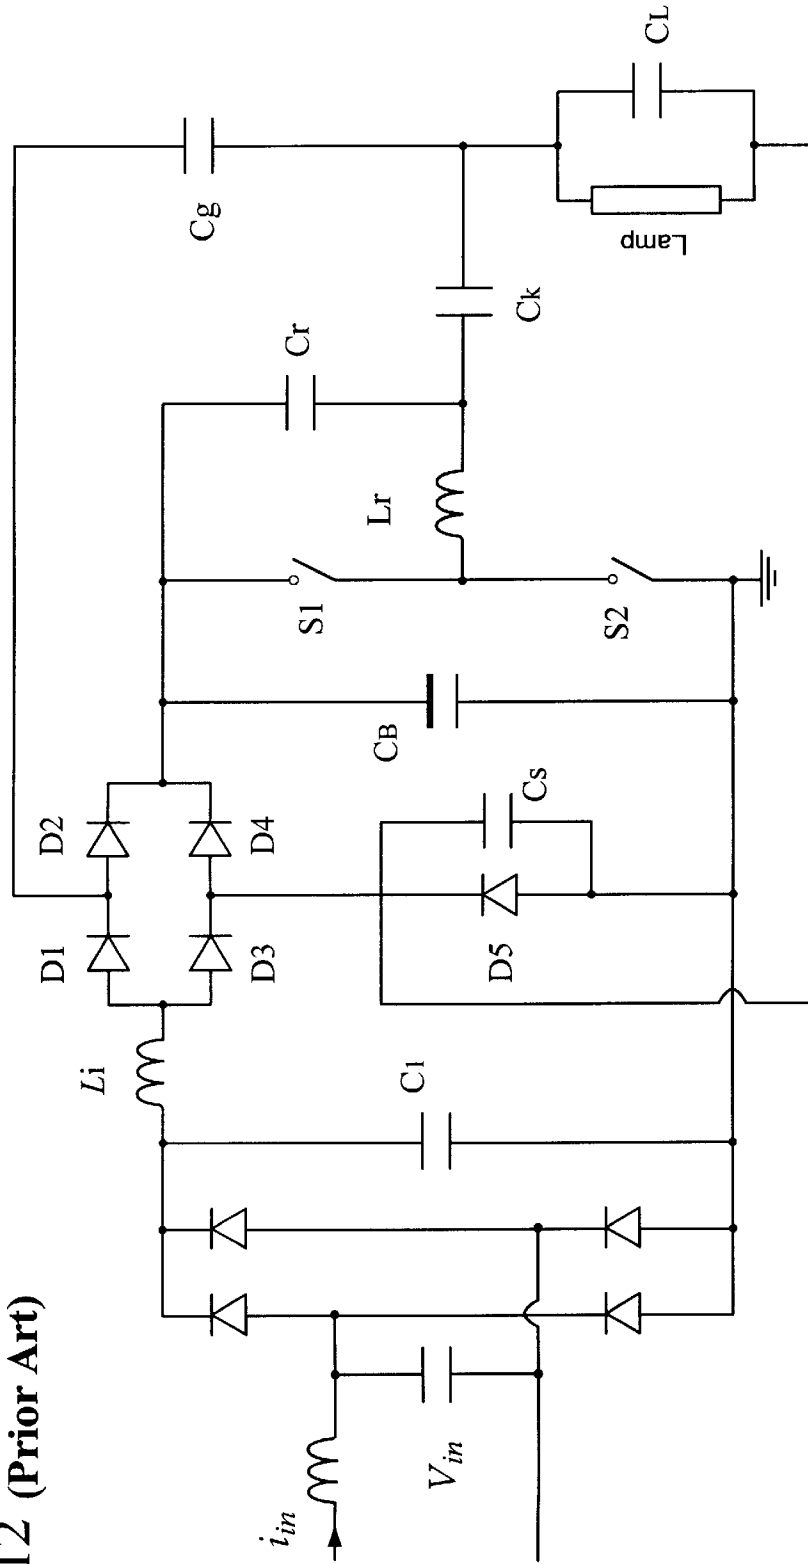 (Prior Art)
i_in
V_in
Li
C1
D1
D2
D3
D4
D5
Cs
CB
S1
S2
Lr
Cr
Ck
Cg
Lamp
CL